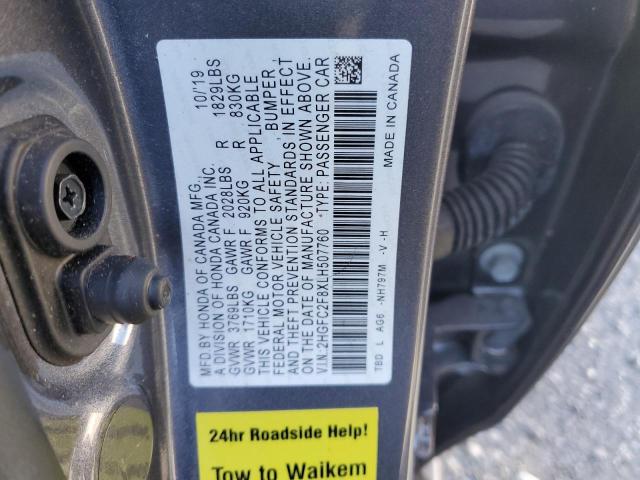 MFD. BY HONDA OF CANADA MFG. 10/19
A DIVISION OF HONDA CANADA INC.
GVWR 3769LBS GAWR F 2028LBS R 1829LBS
GVWR 1710KG GAWR F 920KG R 830KG
THIS VEHICLE CONFORMS TO ALL APPLICABLE
FEDERAL MOTOR VEHICLE SAFETY BUMPER,
AND THEFT PREVENTION STANDARDS IN EFFECT
ON THE DATE OF MANUFACTURE SHOWN ABOVE.
V.I.N.:2HGFC2F8XLH507760 TYPE: PASSENGER CAR
TBD L AG6 -NH797M -V -H MADE IN CANADA
24hr Roadside Help!
Tow to Waikem